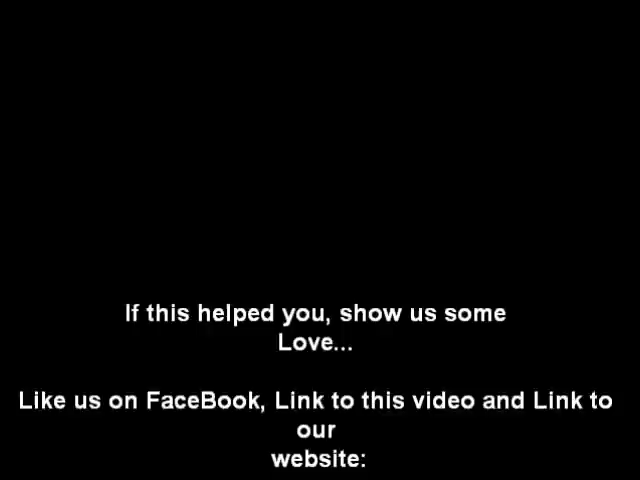 If this helped you, show us some
Love...
Like us on FaceBook, Link to this video and Link to
our
website: